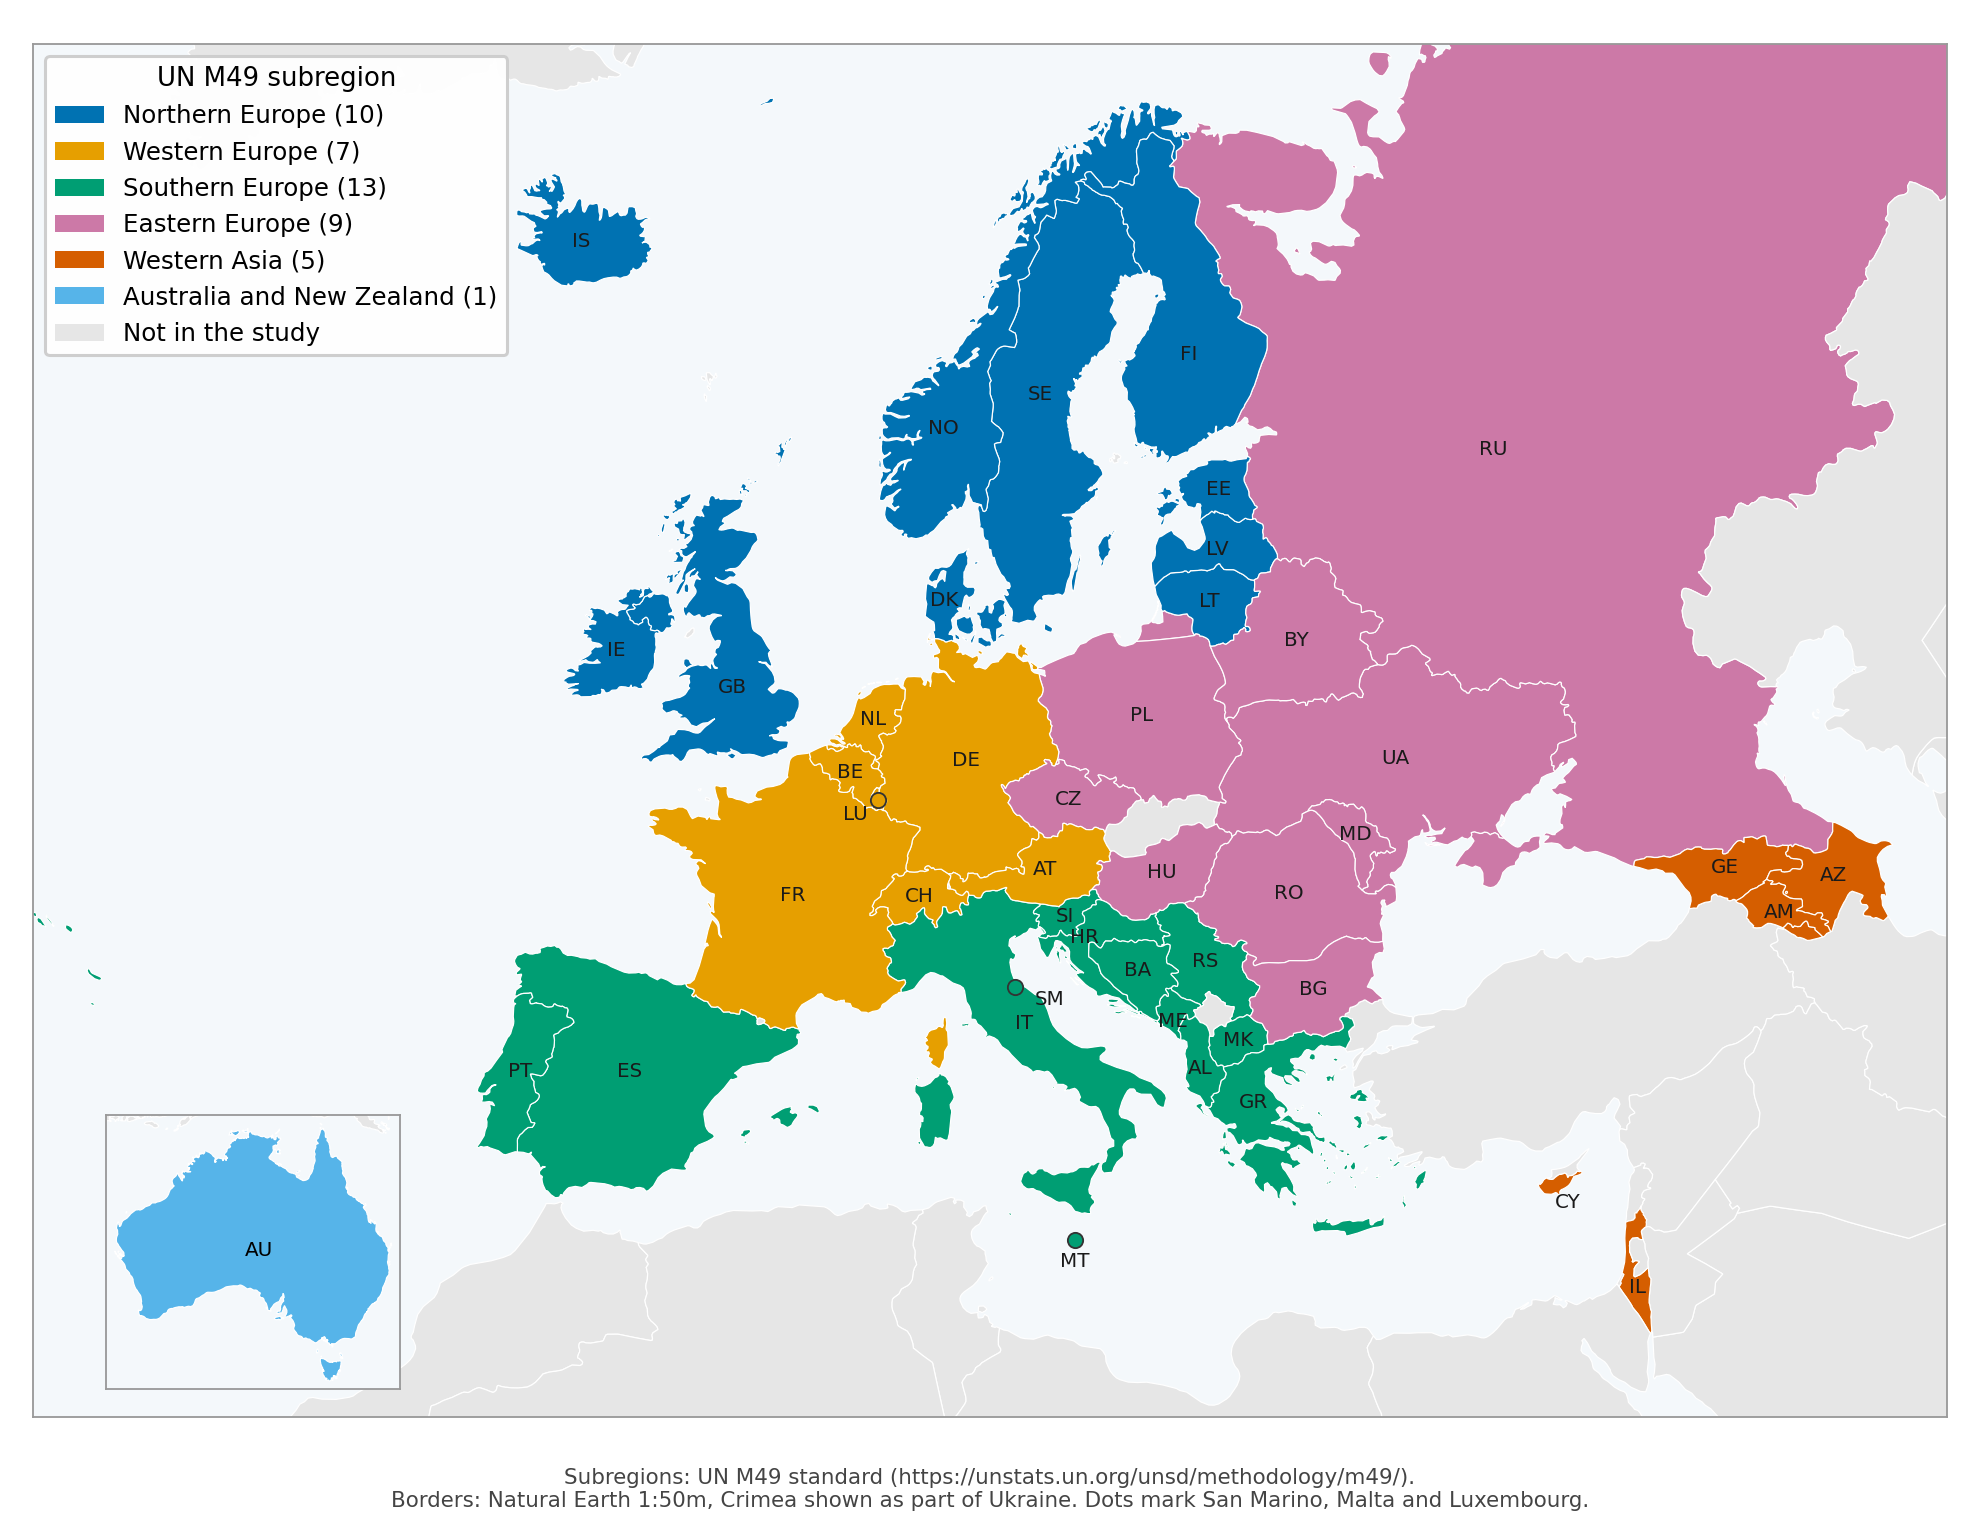 UN M49 subregion
Northern Europe (10)
Western Europe (7)
Southern Europe (13)
Eastern Europe (9)
Western Asia (5)
Australia and New Zealand (1)
Not in the study
IS
FI
SE
NO
RU
EE
LV
DK
LT
BY
IE
GB
PL
NL
DE
UA
BE
CZ
LU
MD
AT
HU
GE
AZ
FR
CH
RO
AM
SI
HR
BA
RS
BG
SM
IT
ME
MK
PT
ES
AL
GR
CY
AU
MT
IL
Subregions: UN M49 standard (https://unstats.un.org/unsd/methodology/m49/).
Borders: Natural Earth 1:50m, Crimea shown as part of Ukraine. Dots mark San Marino, Malta and Luxembourg.